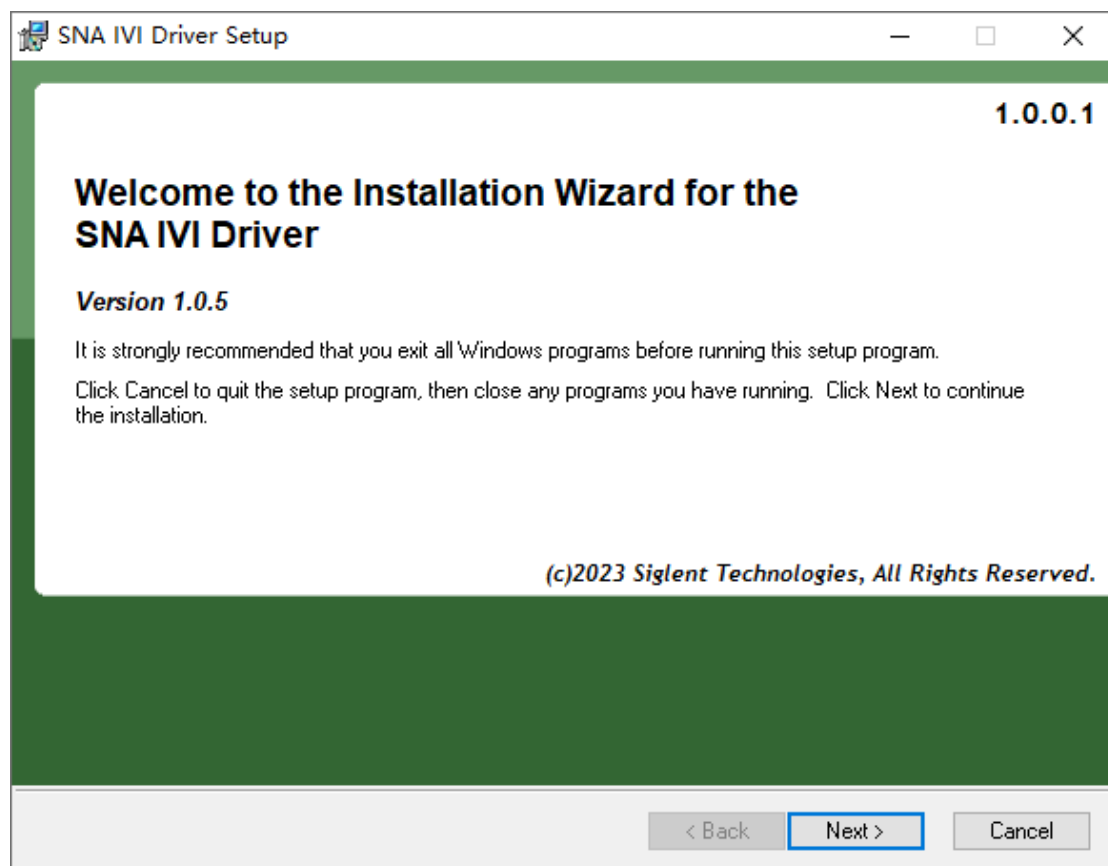 SNA IVI Driver Setup
1.0.0.1
Welcome to the Installation Wizard for the
SNA IVI Driver
Version 1.0.5
It is strongly recommended that you exit all Windows programs before running this setup program.
Click Cancel to quit the setup program, then close any programs you have running.  Click Next to continue
the installation.
(c)2023 Siglent Technologies, All Rights Reserved.
< Back Next > Cancel